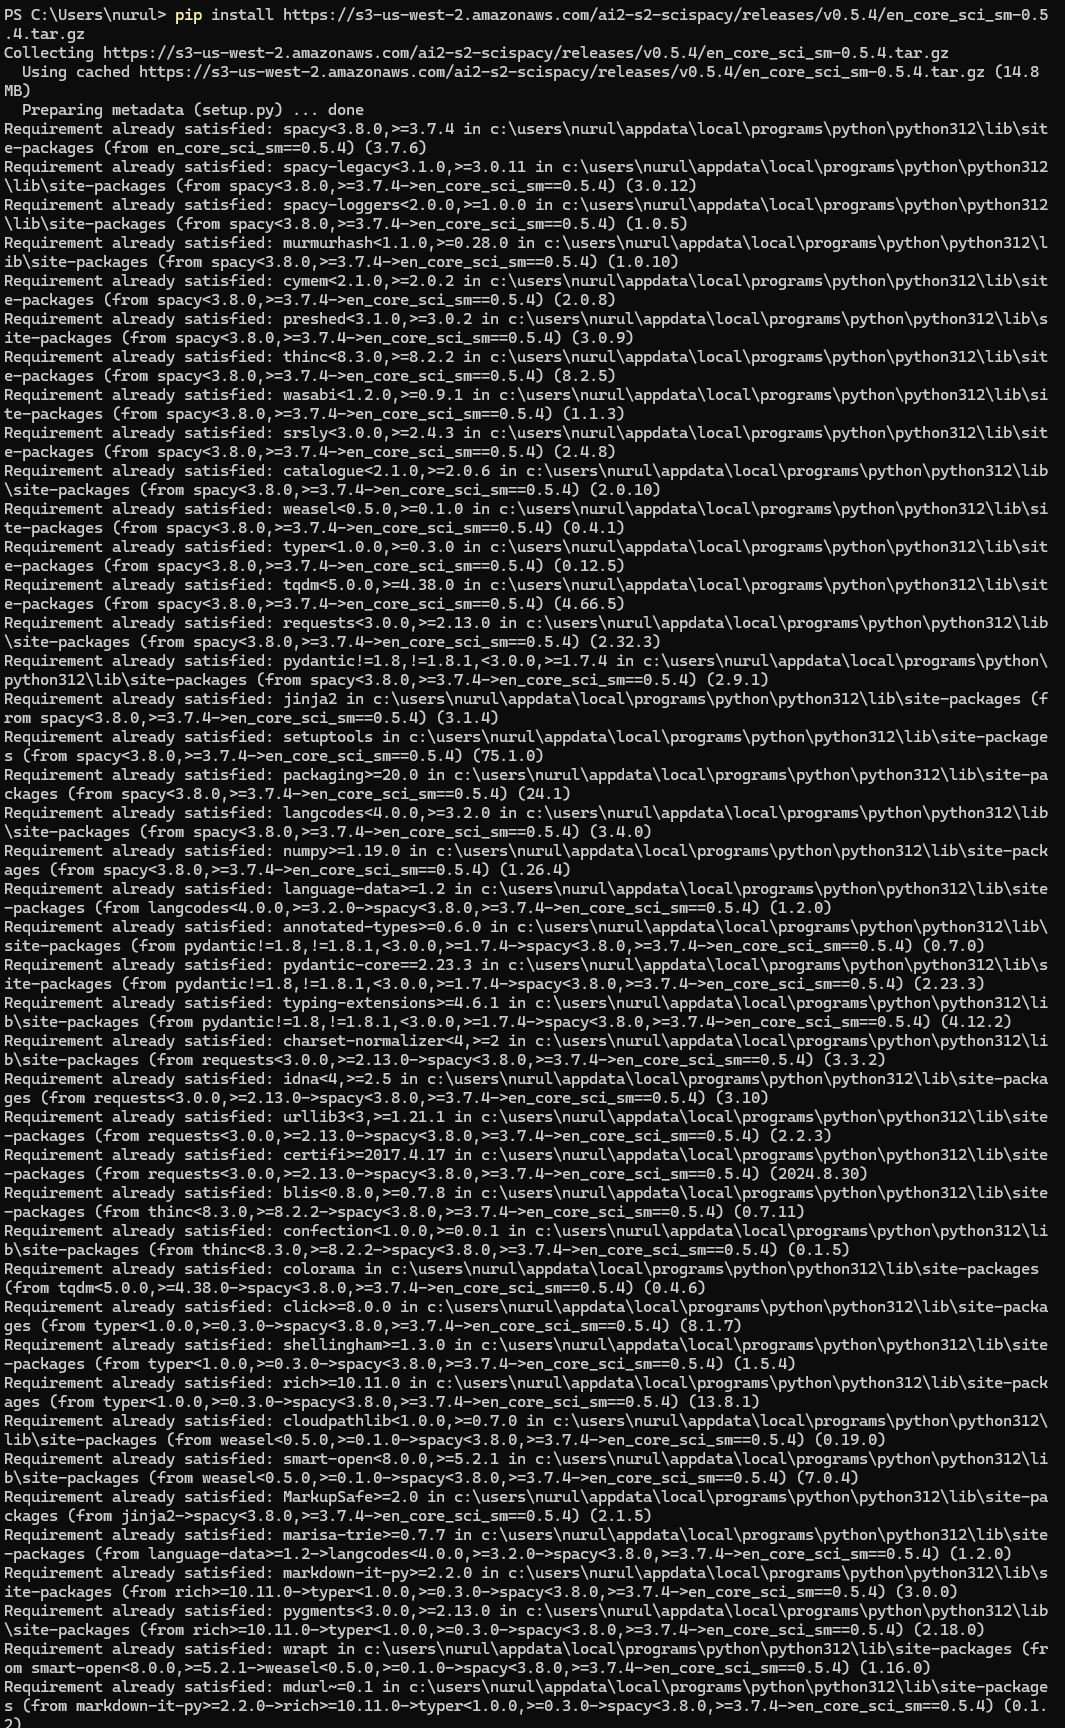 PS C:\Users\nurul> pip install https://s3-us-west-2.amazonaws.com/ai2-s2-scispacy/releases/v0.5.4/en_core_sci_sm-0.5
.4.tar.gz
Collecting https://s3-us-west-2.amazonaws.com/ai2-s2-scispacy/releases/v0.5.4/en_core_sci_sm-0.5.4.tar.gz
  Using cached https://s3-us-west-2.amazonaws.com/ai2-s2-scispacy/releases/v0.5.4/en_core_sci_sm-0.5.4.tar.gz (14.8
MB)
  Preparing metadata (setup.py) ... done
Requirement already satisfied: spacy<3.8.0,>=3.7.4 in c:\users\nurul\appdata\local\programs\python\python312\lib\sit
e-packages (from en_core_sci_sm==0.5.4) (3.7.6)
Requirement already satisfied: spacy-legacy<3.1.0,>=3.0.11 in c:\users\nurul\appdata\local\programs\python\python312
\lib\site-packages (from spacy<3.8.0,>=3.7.4->en_core_sci_sm==0.5.4) (3.0.12)
Requirement already satisfied: spacy-loggers<2.0.0,>=1.0.0 in c:\users\nurul\appdata\local\programs\python\python312
\lib\site-packages (from spacy<3.8.0,>=3.7.4->en_core_sci_sm==0.5.4) (1.0.5)
Requirement already satisfied: murmurhash<1.1.0,>=0.28.0 in c:\users\nurul\appdata\local\programs\python\python312\l
ib\site-packages (from spacy<3.8.0,>=3.7.4->en_core_sci_sm==0.5.4) (1.0.10)
Requirement already satisfied: cymem<2.1.0,>=2.0.2 in c:\users\nurul\appdata\local\programs\python\python312\lib\sit
e-packages (from spacy<3.8.0,>=3.7.4->en_core_sci_sm==0.5.4) (2.0.8)
Requirement already satisfied: preshed<3.1.0,>=3.0.2 in c:\users\nurul\appdata\local\programs\python\python312\lib\s
ite-packages (from spacy<3.8.0,>=3.7.4->en_core_sci_sm==0.5.4) (3.0.9)
Requirement already satisfied: thinc<8.3.0,>=8.2.2 in c:\users\nurul\appdata\local\programs\python\python312\lib\sit
e-packages (from spacy<3.8.0,>=3.7.4->en_core_sci_sm==0.5.4) (8.2.5)
Requirement already satisfied: wasabi<1.2.0,>=0.9.1 in c:\users\nurul\appdata\local\programs\python\python312\lib\si
te-packages (from spacy<3.8.0,>=3.7.4->en_core_sci_sm==0.5.4) (1.1.3)
Requirement already satisfied: srsly<3.0.0,>=2.4.3 in c:\users\nurul\appdata\local\programs\python\python312\lib\sit
e-packages (from spacy<3.8.0,>=3.7.4->en_core_sci_sm==0.5.4) (2.4.8)
Requirement already satisfied: catalogue<2.1.0,>=2.0.6 in c:\users\nurul\appdata\local\programs\python\python312\lib
\site-packages (from spacy<3.8.0,>=3.7.4->en_core_sci_sm==0.5.4) (2.0.10)
Requirement already satisfied: weasel<0.5.0,>=0.1.0 in c:\users\nurul\appdata\local\programs\python\python312\lib\si
te-packages (from spacy<3.8.0,>=3.7.4->en_core_sci_sm==0.5.4) (0.4.1)
Requirement already satisfied: typer<1.0.0,>=0.3.0 in c:\users\nurul\appdata\local\programs\python\python312\lib\sit
e-packages (from spacy<3.8.0,>=3.7.4->en_core_sci_sm==0.5.4) (0.12.5)
Requirement already satisfied: tqdm<5.0.0,>=4.38.0 in c:\users\nurul\appdata\local\programs\python\python312\lib\sit
e-packages (from spacy<3.8.0,>=3.7.4->en_core_sci_sm==0.5.4) (4.66.5)
Requirement already satisfied: requests<3.0.0,>=2.13.0 in c:\users\nurul\appdata\local\programs\python\python312\lib
\site-packages (from spacy<3.8.0,>=3.7.4->en_core_sci_sm==0.5.4) (2.32.3)
Requirement already satisfied: pydantic!=1.8,!=1.8.1,<3.0.0,>=1.7.4 in c:\users\nurul\appdata\local\programs\python\
python312\lib\site-packages (from spacy<3.8.0,>=3.7.4->en_core_sci_sm==0.5.4) (2.9.1)
Requirement already satisfied: jinja2 in c:\users\nurul\appdata\local\programs\python\python312\lib\site-packages (f
rom spacy<3.8.0,>=3.7.4->en_core_sci_sm==0.5.4) (3.1.4)
Requirement already satisfied: setuptools in c:\users\nurul\appdata\local\programs\python\python312\lib\site-package
s (from spacy<3.8.0,>=3.7.4->en_core_sci_sm==0.5.4) (75.1.0)
Requirement already satisfied: packaging>=20.0 in c:\users\nurul\appdata\local\programs\python\python312\lib\site-pa
ckages (from spacy<3.8.0,>=3.7.4->en_core_sci_sm==0.5.4) (24.1)
Requirement already satisfied: langcodes<4.0.0,>=3.2.0 in c:\users\nurul\appdata\local\programs\python\python312\lib
\site-packages (from spacy<3.8.0,>=3.7.4->en_core_sci_sm==0.5.4) (3.4.0)
Requirement already satisfied: numpy>=1.19.0 in c:\users\nurul\appdata\local\programs\python\python312\lib\site-pack
ages (from spacy<3.8.0,>=3.7.4->en_core_sci_sm==0.5.4) (1.26.4)
Requirement already satisfied: language-data>=1.2 in c:\users\nurul\appdata\local\programs\python\python312\lib\site
-packages (from langcodes<4.0.0,>=3.2.0->spacy<3.8.0,>=3.7.4->en_core_sci_sm==0.5.4) (1.2.0)
Requirement already satisfied: annotated-types>=0.6.0 in c:\users\nurul\appdata\local\programs\python\python312\lib\
site-packages (from pydantic!=1.8,!=1.8.1,<3.0.0,>=1.7.4->spacy<3.8.0,>=3.7.4->en_core_sci_sm==0.5.4) (0.7.0)
Requirement already satisfied: pydantic-core==2.23.3 in c:\users\nurul\appdata\local\programs\python\python312\lib\s
ite-packages (from pydantic!=1.8,!=1.8.1,<3.0.0,>=1.7.4->spacy<3.8.0,>=3.7.4->en_core_sci_sm==0.5.4) (2.23.3)
Requirement already satisfied: typing-extensions>=4.6.1 in c:\users\nurul\appdata\local\programs\python\python312\li
b\site-packages (from pydantic!=1.8,!=1.8.1,<3.0.0,>=1.7.4->spacy<3.8.0,>=3.7.4->en_core_sci_sm==0.5.4) (4.12.2)
Requirement already satisfied: charset-normalizer<4,>=2 in c:\users\nurul\appdata\local\programs\python\python312\li
b\site-packages (from requests<3.0.0,>=2.13.0->spacy<3.8.0,>=3.7.4->en_core_sci_sm==0.5.4) (3.3.2)
Requirement already satisfied: idna<4,>=2.5 in c:\users\nurul\appdata\local\programs\python\python312\lib\site-packa
ges (from requests<3.0.0,>=2.13.0->spacy<3.8.0,>=3.7.4->en_core_sci_sm==0.5.4) (3.10)
Requirement already satisfied: urllib3<3,>=1.21.1 in c:\users\nurul\appdata\local\programs\python\python312\lib\site
-packages (from requests<3.0.0,>=2.13.0->spacy<3.8.0,>=3.7.4->en_core_sci_sm==0.5.4) (2.2.3)
Requirement already satisfied: certifi>=2017.4.17 in c:\users\nurul\appdata\local\programs\python\python312\lib\site
-packages (from requests<3.0.0,>=2.13.0->spacy<3.8.0,>=3.7.4->en_core_sci_sm==0.5.4) (2024.8.30)
Requirement already satisfied: blis<0.8.0,>=0.7.8 in c:\users\nurul\appdata\local\programs\python\python312\lib\site
-packages (from thinc<8.3.0,>=8.2.2->spacy<3.8.0,>=3.7.4->en_core_sci_sm==0.5.4) (0.7.11)
Requirement already satisfied: confection<1.0.0,>=0.0.1 in c:\users\nurul\appdata\local\programs\python\python312\li
b\site-packages (from thinc<8.3.0,>=8.2.2->spacy<3.8.0,>=3.7.4->en_core_sci_sm==0.5.4) (0.1.5)
Requirement already satisfied: colorama in c:\users\nurul\appdata\local\programs\python\python312\lib\site-packages
(from tqdm<5.0.0,>=4.38.0->spacy<3.8.0,>=3.7.4->en_core_sci_sm==0.5.4) (0.4.6)
Requirement already satisfied: click>=8.0.0 in c:\users\nurul\appdata\local\programs\python\python312\lib\site-packa
ges (from typer<1.0.0,>=0.3.0->spacy<3.8.0,>=3.7.4->en_core_sci_sm==0.5.4) (8.1.7)
Requirement already satisfied: shellingham>=1.3.0 in c:\users\nurul\appdata\local\programs\python\python312\lib\site
-packages (from typer<1.0.0,>=0.3.0->spacy<3.8.0,>=3.7.4->en_core_sci_sm==0.5.4) (1.5.4)
Requirement already satisfied: rich>=10.11.0 in c:\users\nurul\appdata\local\programs\python\python312\lib\site-pack
ages (from typer<1.0.0,>=0.3.0->spacy<3.8.0,>=3.7.4->en_core_sci_sm==0.5.4) (13.8.1)
Requirement already satisfied: cloudpathlib<1.0.0,>=0.7.0 in c:\users\nurul\appdata\local\programs\python\python312\
lib\site-packages (from weasel<0.5.0,>=0.1.0->spacy<3.8.0,>=3.7.4->en_core_sci_sm==0.5.4) (0.19.0)
Requirement already satisfied: smart-open<8.0.0,>=5.2.1 in c:\users\nurul\appdata\local\programs\python\python312\li
b\site-packages (from weasel<0.5.0,>=0.1.0->spacy<3.8.0,>=3.7.4->en_core_sci_sm==0.5.4) (7.0.4)
Requirement already satisfied: MarkupSafe>=2.0 in c:\users\nurul\appdata\local\programs\python\python312\lib\site-pa
ckages (from jinja2->spacy<3.8.0,>=3.7.4->en_core_sci_sm==0.5.4) (2.1.5)
Requirement already satisfied: marisa-trie>=0.7.7 in c:\users\nurul\appdata\local\programs\python\python312\lib\site
-packages (from language-data>=1.2->langcodes<4.0.0,>=3.2.0->spacy<3.8.0,>=3.7.4->en_core_sci_sm==0.5.4) (1.2.0)
Requirement already satisfied: markdown-it-py>=2.2.0 in c:\users\nurul\appdata\local\programs\python\python312\lib\s
ite-packages (from rich>=10.11.0->typer<1.0.0,>=0.3.0->spacy<3.8.0,>=3.7.4->en_core_sci_sm==0.5.4) (3.0.0)
Requirement already satisfied: pygments<3.0.0,>=2.13.0 in c:\users\nurul\appdata\local\programs\python\python312\lib
\site-packages (from rich>=10.11.0->typer<1.0.0,>=0.3.0->spacy<3.8.0,>=3.7.4->en_core_sci_sm==0.5.4) (2.18.0)
Requirement already satisfied: wrapt in c:\users\nurul\appdata\local\programs\python\python312\lib\site-packages (fr
om smart-open<8.0.0,>=5.2.1->weasel<0.5.0,>=0.1.0->spacy<3.8.0,>=3.7.4->en_core_sci_sm==0.5.4) (1.16.0)
Requirement already satisfied: mdurl~=0.1 in c:\users\nurul\appdata\local\programs\python\python312\lib\site-package
s (from markdown-it-py>=2.2.0->rich>=10.11.0->typer<1.0.0,>=0.3.0->spacy<3.8.0,>=3.7.4->en_core_sci_sm==0.5.4) (0.1.
2)